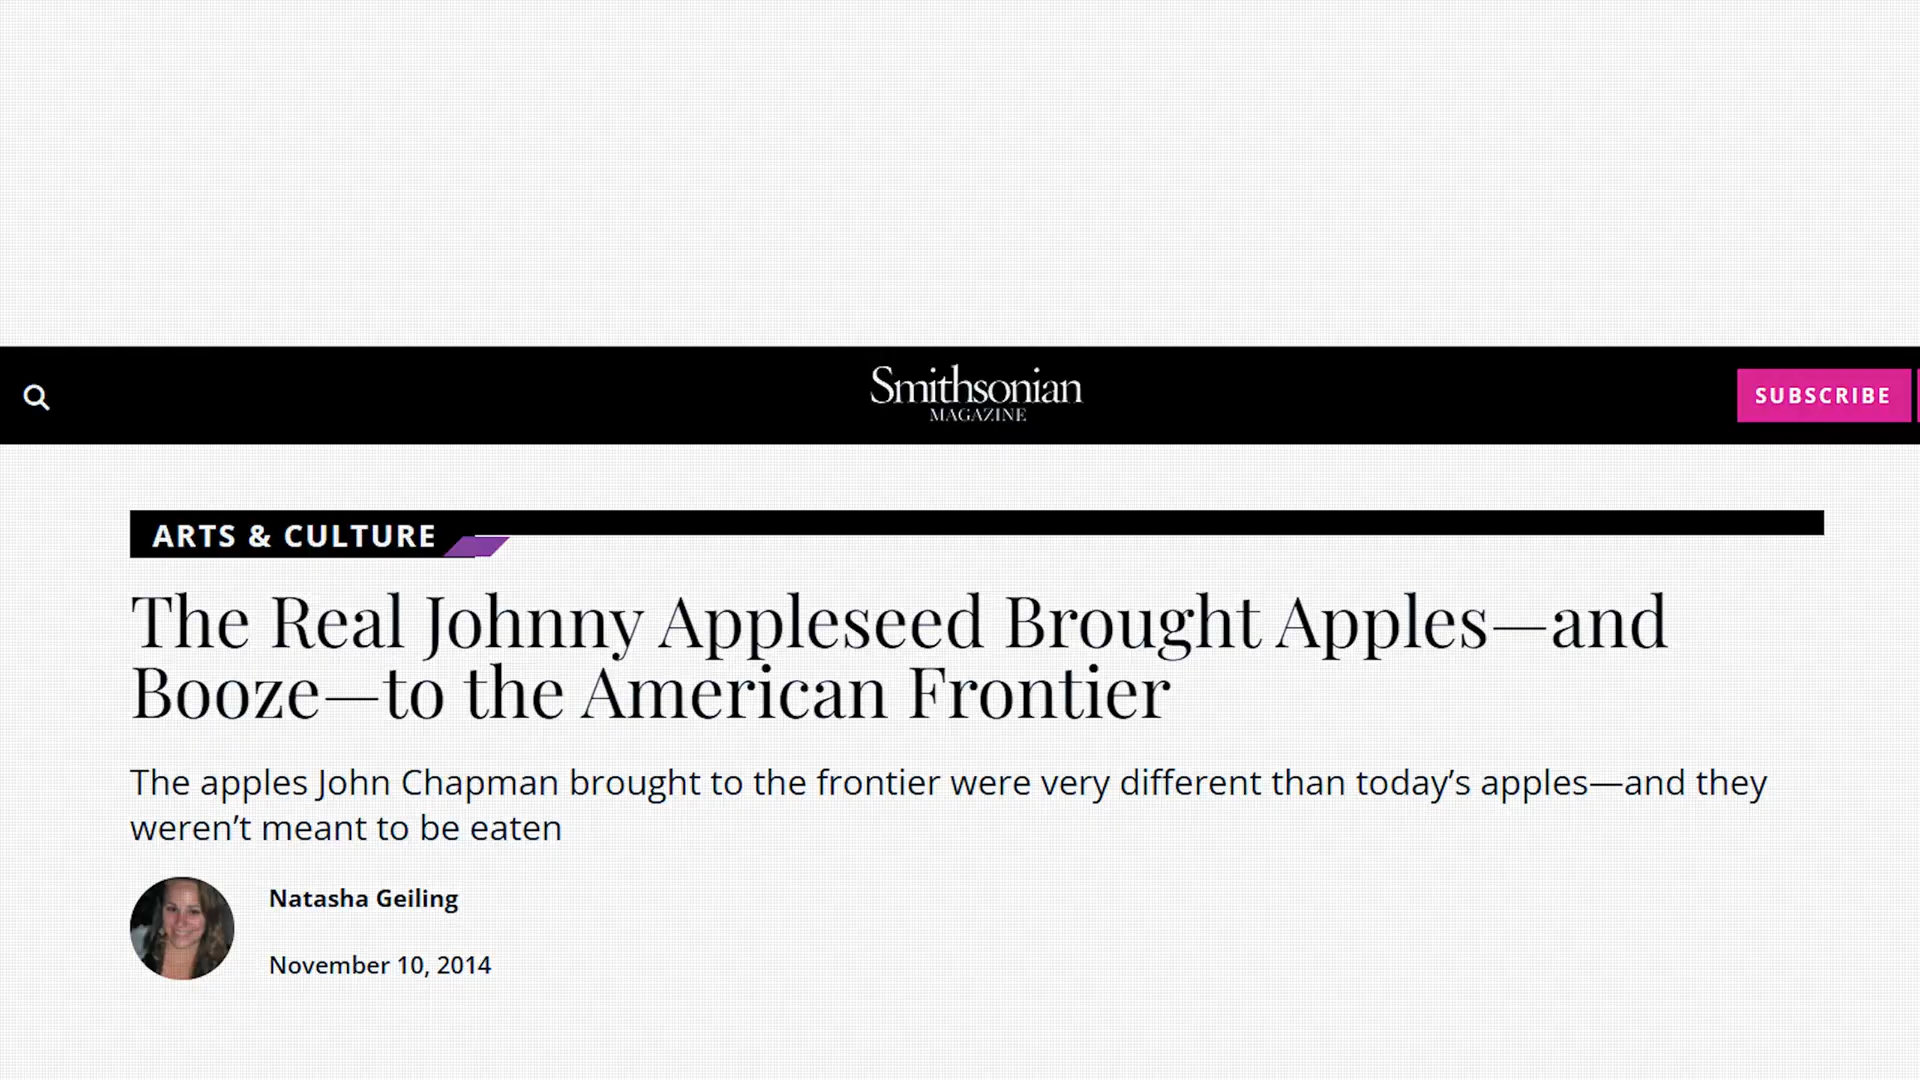 Smithsonian
MAGAZINE
SUBSCRIBE
ARTS & CULTURE
The Real Johnny Appleseed Brought Apples—and
Booze—to the American Frontier
The apples John Chapman brought to the frontier were very different than today’s apples—and they
weren’t meant to be eaten
Natasha Geiling
November 10, 2014